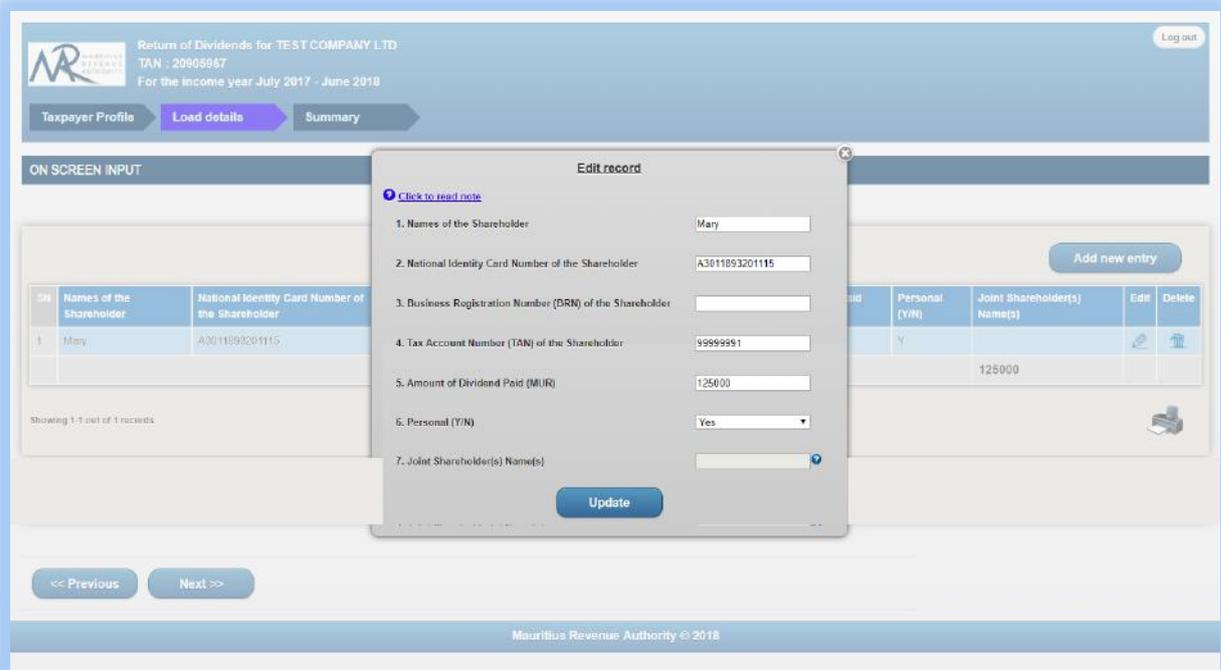 MAURITIUS
REVENUE
AUTHORITY
Return of Dividends for TEST COMPANY LTD
TAN : 20905967
For the income year July 2017 - June 2018
Log out
Taxpayer Profile
Load details
Summary
ON SCREEN INPUT
Edit record
Click to read note
1. Names of the Shareholder
Mary
2. National Identity Card Number of the Shareholder
A3011893201115
3. Business Registration Number (BRN) of the Shareholder
4. Tax Account Number (TAN) of the Shareholder
99999991
5. Amount of Dividend Paid (MUR)
125000
6. Personal (Y/N)
Yes
7. Joint Shareholder(s) Name(s)
Update
Add new entry
SN
Names of the
Shareholder
National Identity Card Number of
the Shareholder
Personal
(Y/N)
Joint Shareholder(s)
Name(s)
Edit
Delete
1
Mary
A3011893201115
Y
125000
Showing 1-1 out of 1 records
<< Previous
Next >>
Mauritius Revenue Authority © 2018